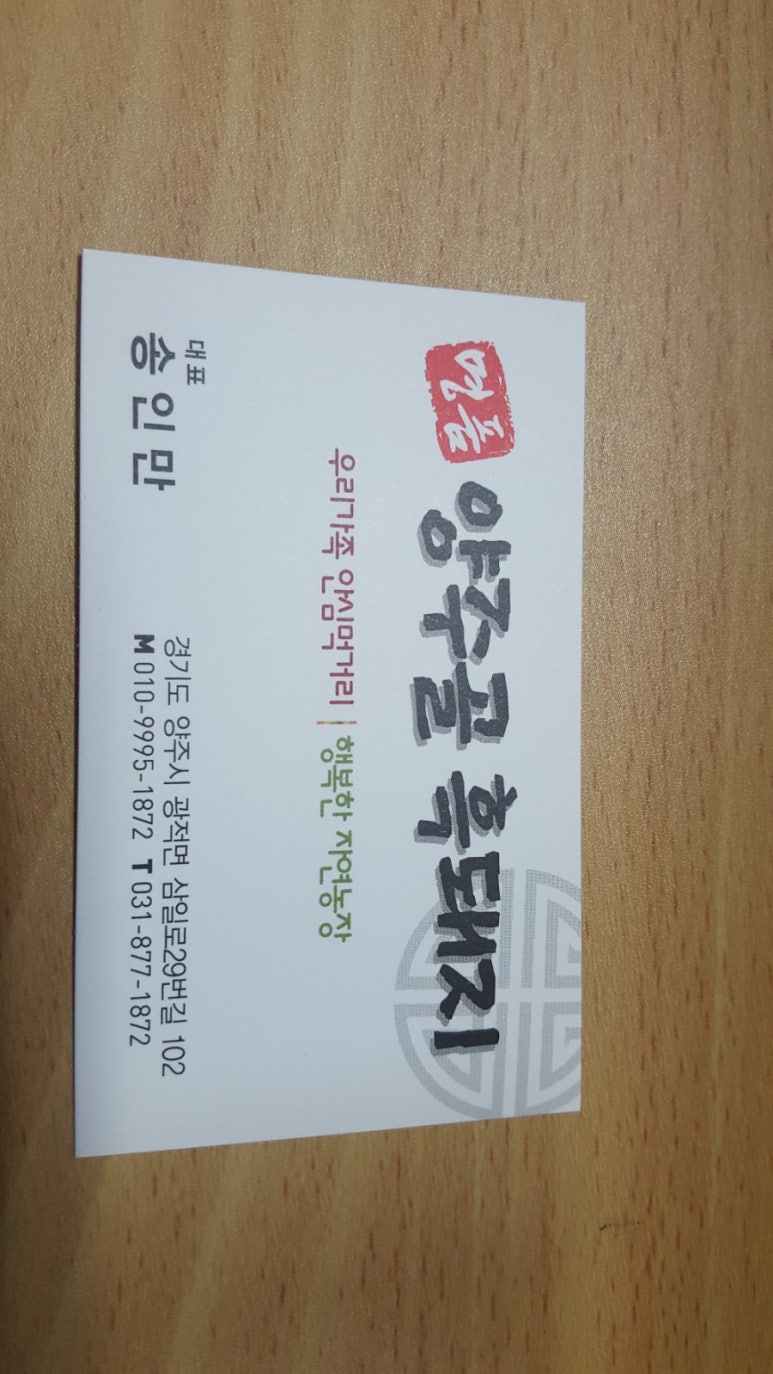 명품
양주골 흑돼지
우리가족 안심먹거리 | 행복한 자연농장
대표
송인만
경기도 양주시 광적면 삼일로29번길 102
M 010-9995-1872 T 031-877-1872